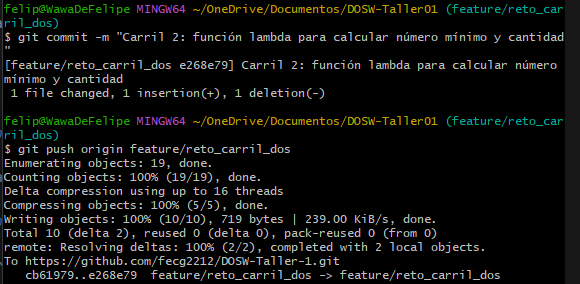 felip@WawaDeFelipe MINGW64 ~/OneDrive/Documentos/DOSW-Taller01 (feature/reto_car
ril_dos)
$ git commit -m "Carril 2: función lambda para calcular número mínimo y cantidad
"
[feature/reto_carril_dos e268e79] Carril 2: función lambda para calcular número
mínimo y cantidad
 1 file changed, 1 insertion(+), 1 deletion(-)

felip@WawaDeFelipe MINGW64 ~/OneDrive/Documentos/DOSW-Taller01 (feature/reto_car
ril_dos)
$ git push origin feature/reto_carril_dos
Enumerating objects: 19, done.
Counting objects: 100% (19/19), done.
Delta compression using up to 16 threads
Compressing objects: 100% (5/5), done.
Writing objects: 100% (10/10), 719 bytes | 239.00 KiB/s, done.
Total 10 (delta 2), reused 0 (delta 0), pack-reused 0 (from 0)
remote: Resolving deltas: 100% (2/2), completed with 2 local objects.
To https://github.com/fecg2212/DOSW-Taller-1.git
   cb61979..e268e79  feature/reto_carril_dos -> feature/reto_carril_dos